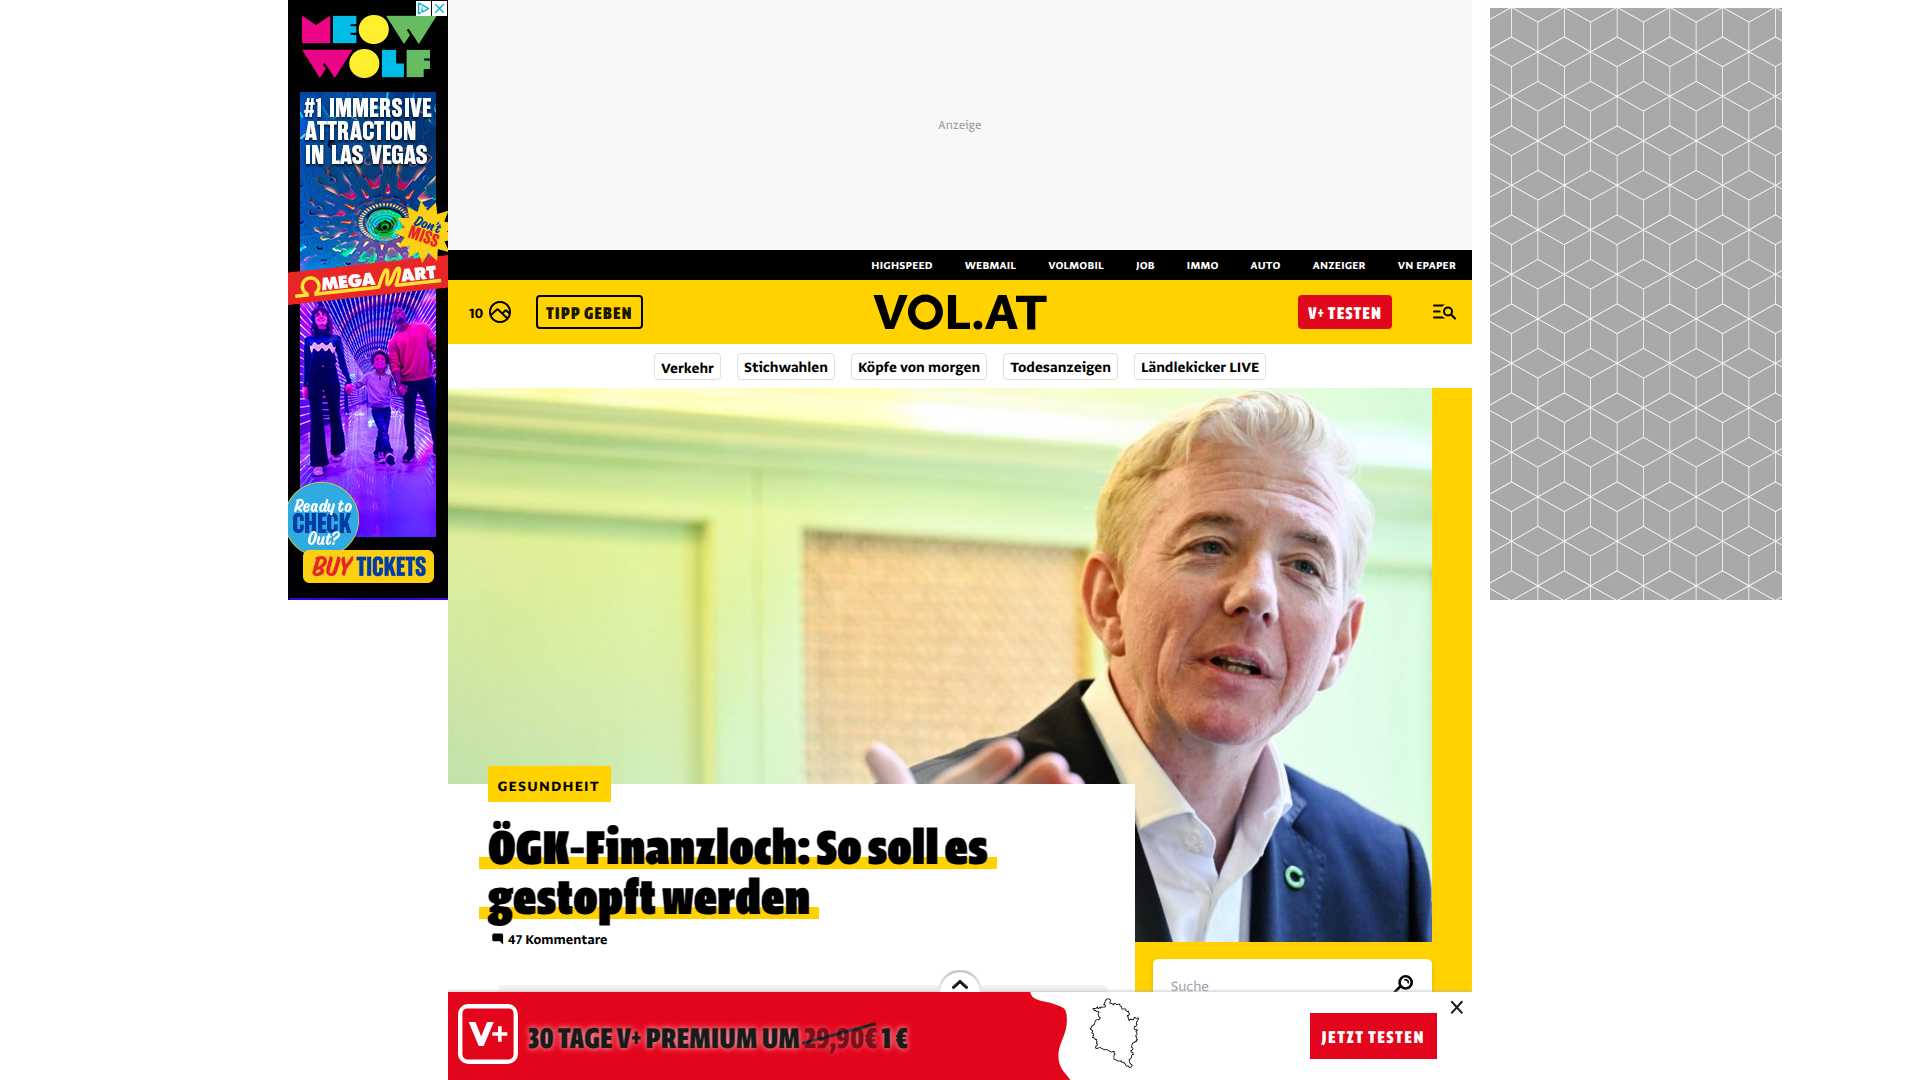 MEOW
WOLF
#1 IMMERSIVE
ATTRACTION
IN LAS VEGAS
Don't
MISS
OMEGA MART
Ready to
CHECK
Out?
BUY TICKETS
Anzeige
HIGHSPEED WEBMAIL VOLMOBIL JOB IMMO AUTO ANZEIGER VN EPAPER
10 TIPP GEBEN VOL.AT V+ TESTEN
Verkehr Stichwahlen Köpfe von morgen Todesanzeigen Ländlekicker LIVE
GESUNDHEIT
ÖGK-Finanzloch: So soll es
gestopft werden
47 Kommentare
Suche
V+ 30 TAGE V+ PREMIUM UM 29,90€ 1 € JETZT TESTEN